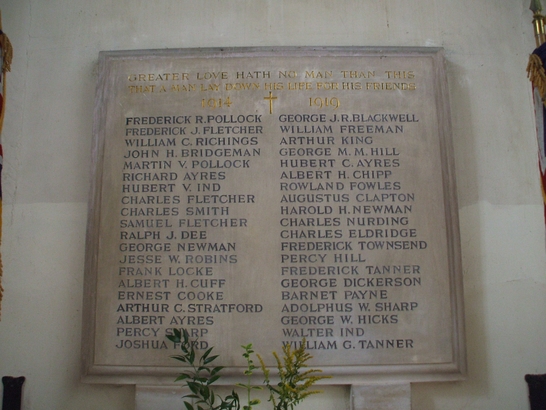 GREATER LOVE HATH NO MAN THAN THIS
THAT A MAN LAY DOWN HIS LIFE FOR HIS FRIENDS
1914 1919
FREDERICK R. POLLOCK
FREDERICK J. FLETCHER
WILLIAM C. RICHINGS
JOHN H. BRIDGEMAN
MARTIN V. POLLOCK
RICHARD AYRES
HUBERT V. IND
CHARLES FLETCHER
CHARLES SMITH
SAMUEL FLETCHER
RALPH J. DEE
GEORGE NEWMAN
JESSE W. ROBINS
FRANK LOCKE
ALBERT H. CUFF
ERNEST COOKE
ARTHUR C. STRATFORD
ALBERT AYRES
PERCY SHARP
JOSHUA FORD
GEORGE J. R. BLACKWELL
WILLIAM FREEMAN
ARTHUR KING
GEORGE M. M. HILL
HUBERT C. AYRES
ALBERT H. CHIPP
ROWLAND FOWLES
AUGUSTUS CLAPTON
HAROLD H. NEWMAN
CHARLES NURDING
CHARLES ELDRIDGE
FREDERICK TOWNSEND
PERCY HILL
FREDERICK TANNER
GEORGE DICKERSON
BARNET PAYNE
ADOLPHUS W. SHARP
GEORGE W. HICKS
WALTER IND
WILLIAM G. TANNER